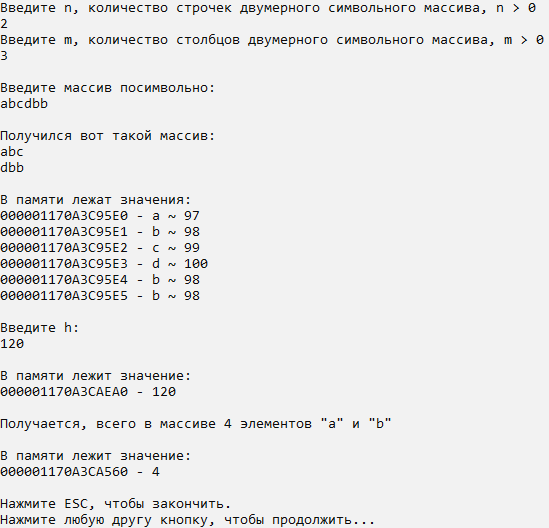 Введите n, количество строчек двумерного символьного массива, n > 0
2
Введите m, количество столбцов двумерного символьного массива, m > 0
3
Введите массив посимвольно:
abcdbb
Получился вот такой массив:
abc
dbb
В памяти лежат значения:
000001170A3C95E0 - a ~ 97
000001170A3C95E1 - b ~ 98
000001170A3C95E2 - c ~ 99
000001170A3C95E3 - d ~ 100
000001170A3C95E4 - b ~ 98
000001170A3C95E5 - b ~ 98
Введите h:
120
В памяти лежит значение:
000001170A3CAEA0 - 120
Получается, всего в массиве 4 элементов "a" и "b"
В памяти лежит значение:
000001170A3CA560 - 4
Нажмите ESC, чтобы закончить.
Нажмите любую другу кнопку, чтобы продолжить...